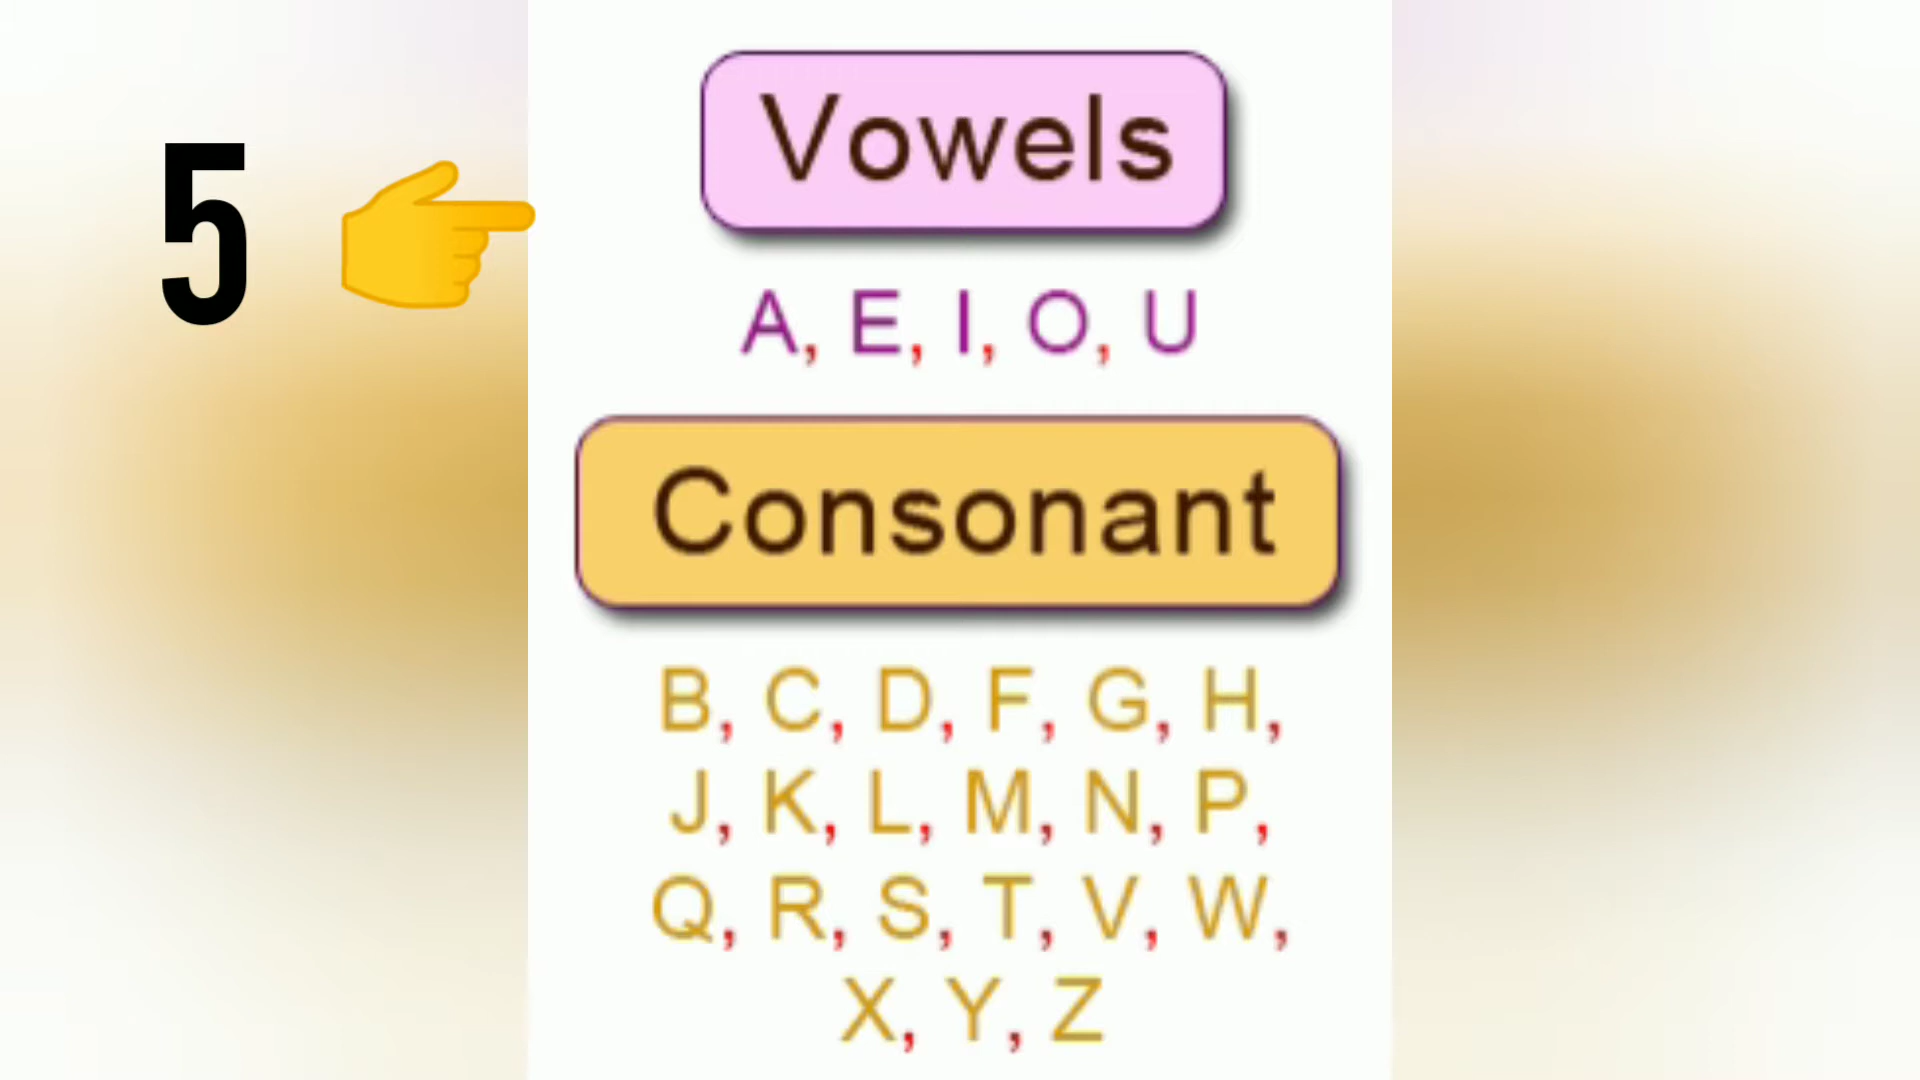 5
Vowels
A, E, I, O, U
Consonant
B, C, D, F, G, H,
J, K, L, M, N, P,
Q, R, S, T, V, W,
X, Y, Z